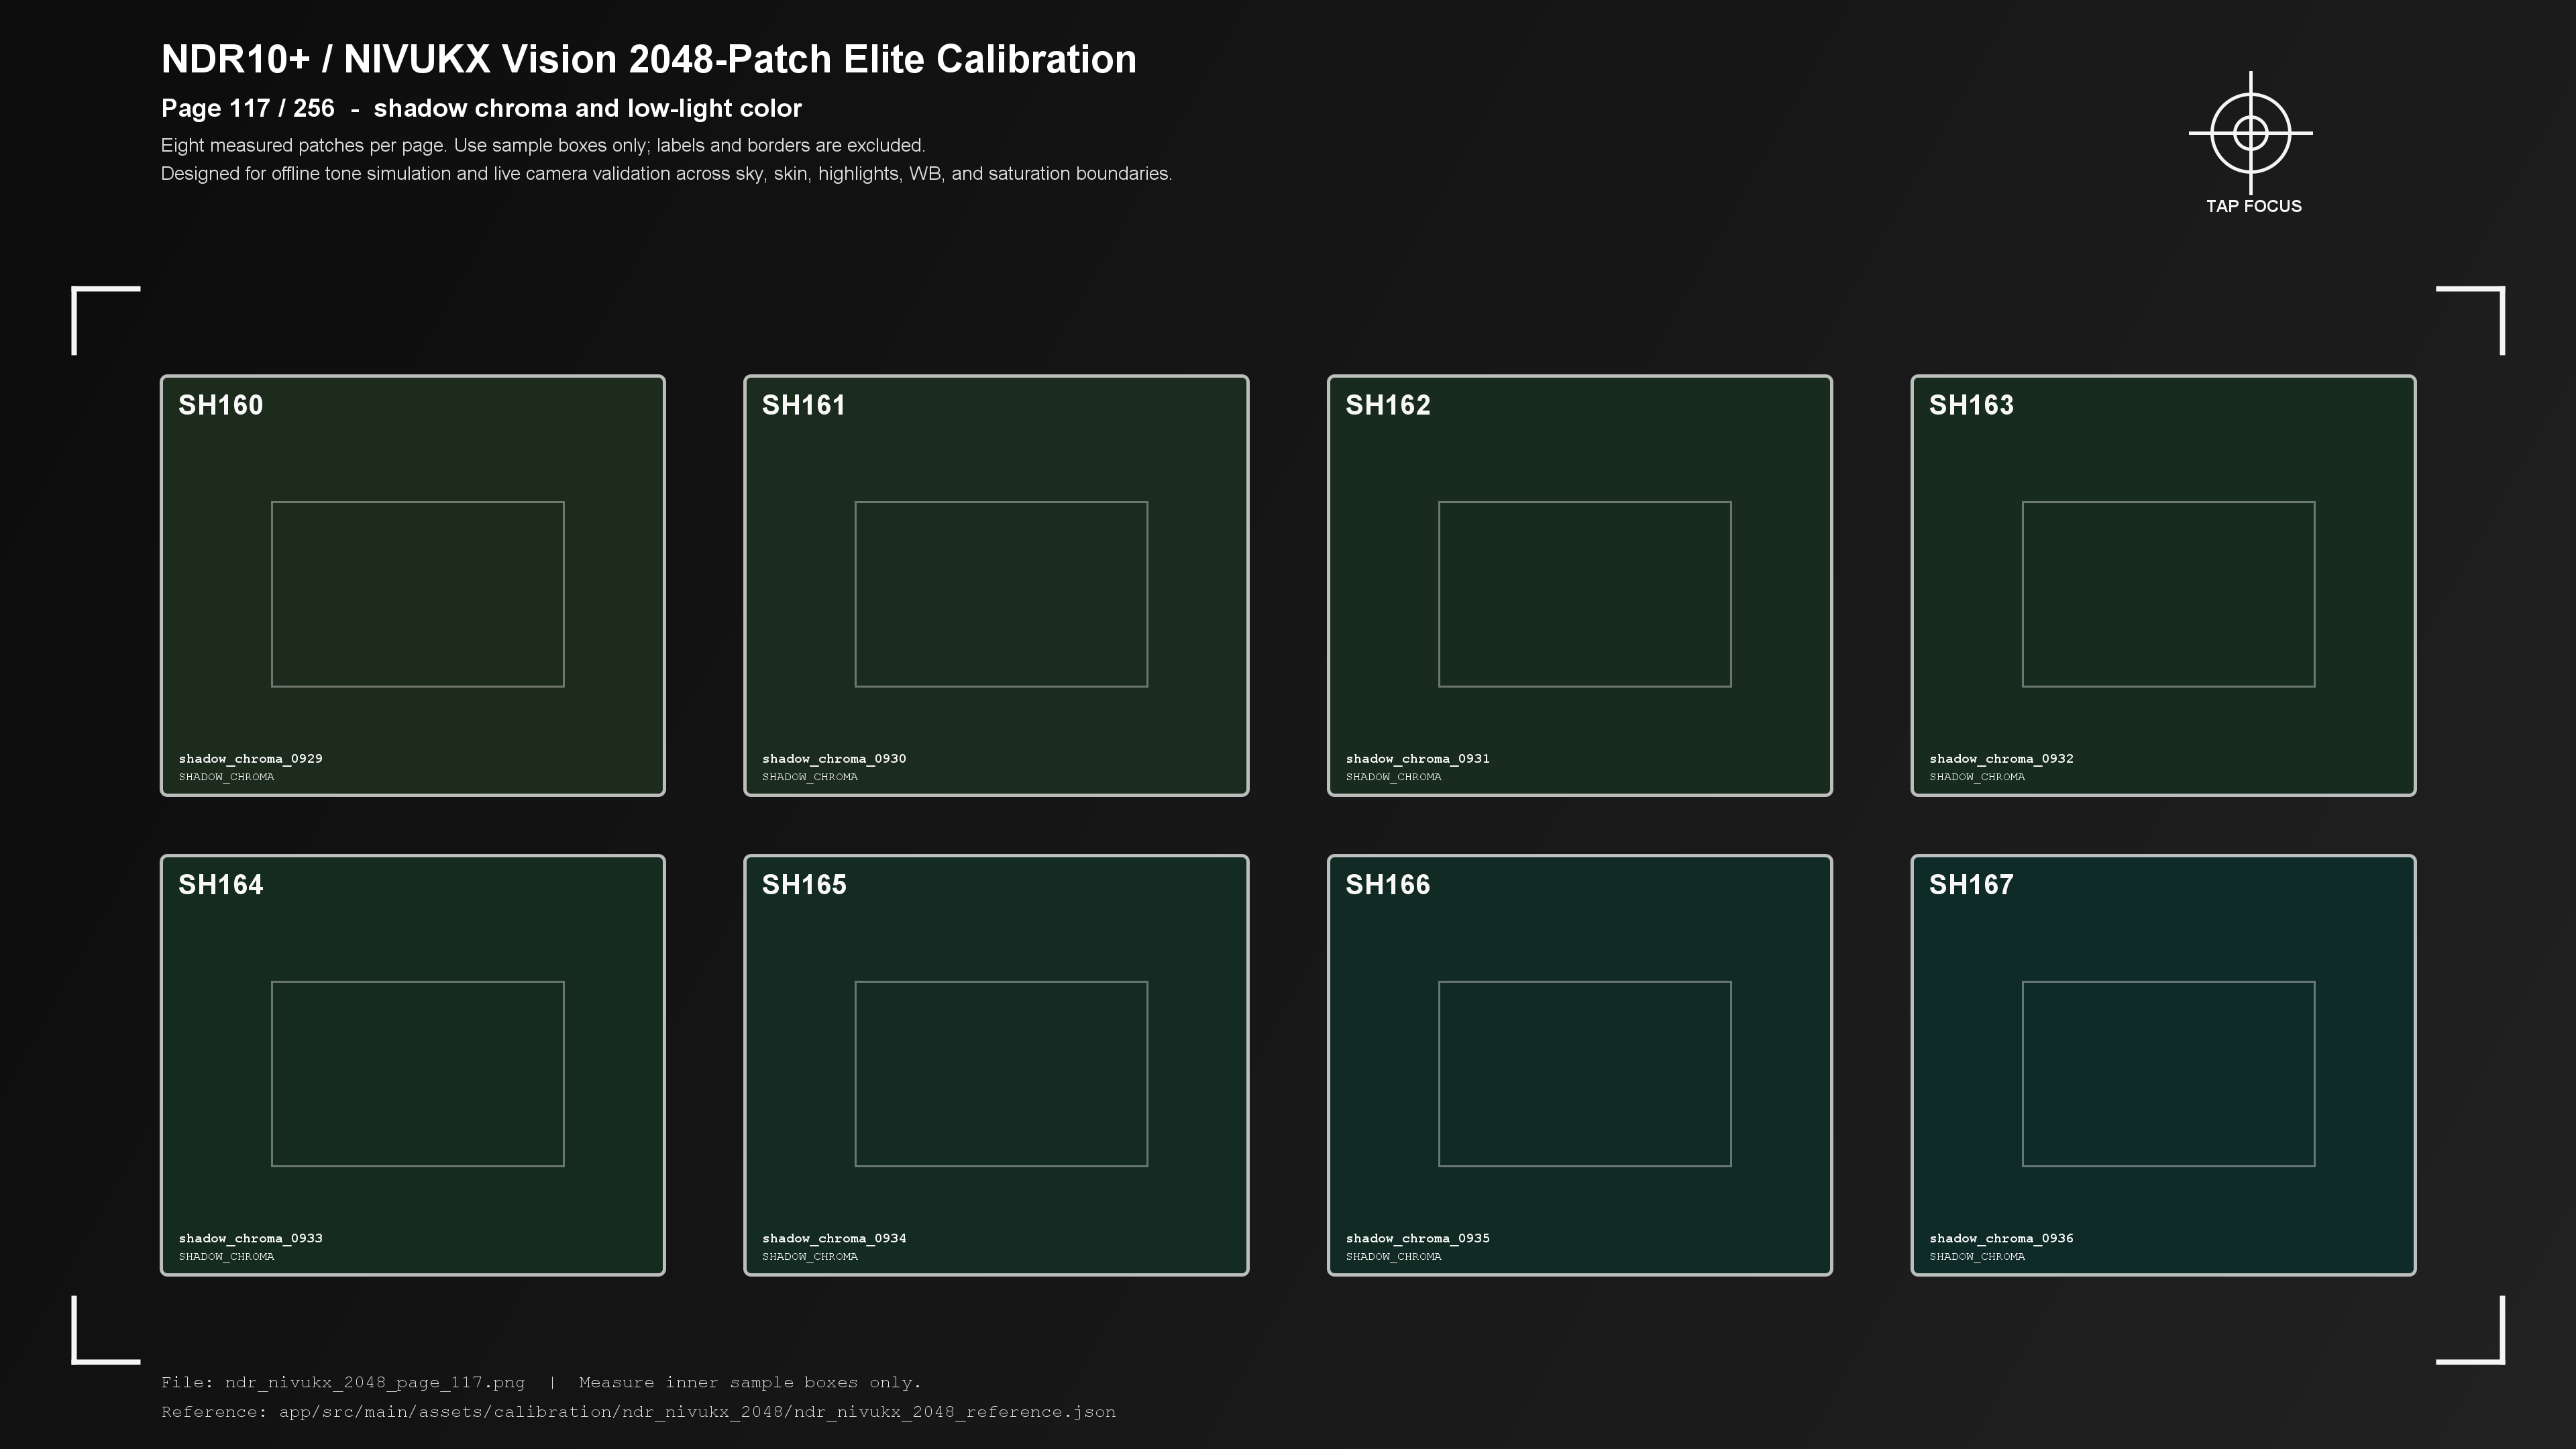 NDR10+ / NIVUKX Vision 2048-Patch Elite Calibration
Page 117 / 256 - shadow chroma and low-light color
Eight measured patches per page. Use sample boxes only; labels and borders are excluded.
Designed for offline tone simulation and live camera validation across sky, skin, highlights, WB, and saturation boundaries.
TAP FOCUS
SH160
SH161
SH162
SH163
shadow_chroma_0929
SHADOW_CHROMA
shadow_chroma_0930
SHADOW_CHROMA
shadow_chroma_0931
SHADOW_CHROMA
shadow_chroma_0932
SHADOW_CHROMA
SH164
SH165
SH166
SH167
shadow_chroma_0933
SHADOW_CHROMA
shadow_chroma_0934
SHADOW_CHROMA
shadow_chroma_0935
SHADOW_CHROMA
shadow_chroma_0936
SHADOW_CHROMA
File: ndr_nivukx_2048_page_117.png | Measure inner sample boxes only.
Reference: app/src/main/assets/calibration/ndr_nivukx_2048/ndr_nivukx_2048_reference.json